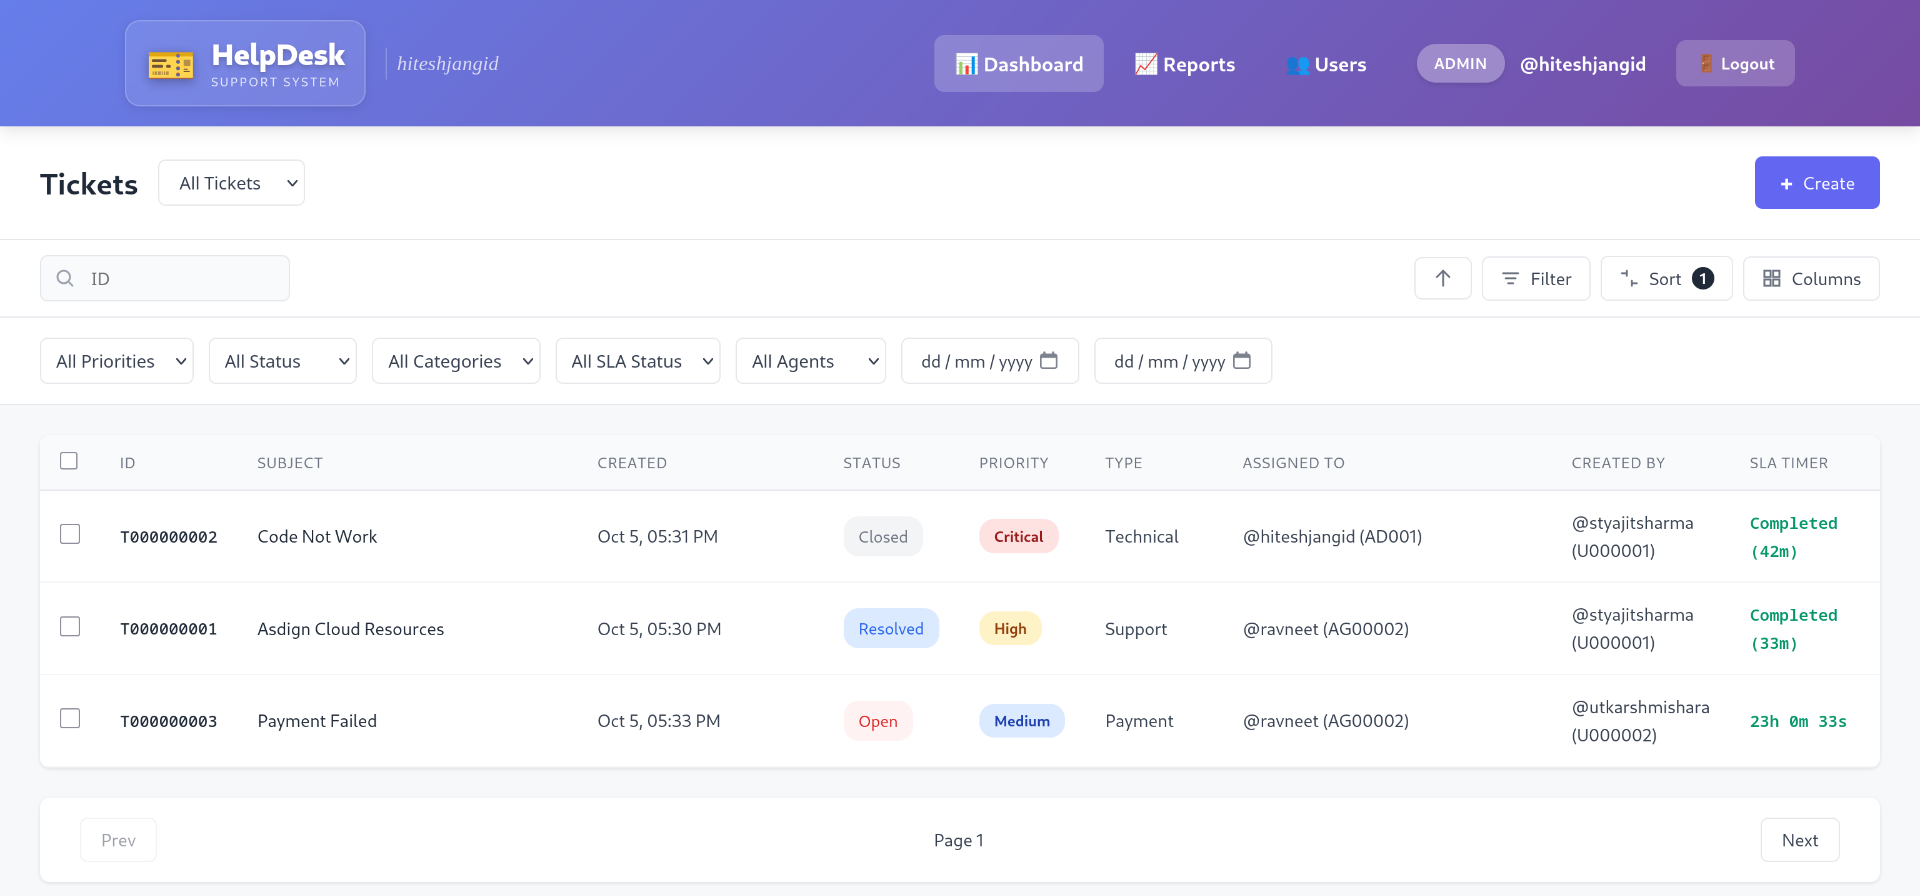 HelpDesk
SUPPORT SYSTEM
hiteshjangid
Dashboard
Reports
Users
ADMIN
@hiteshjangid
Logout
Tickets
All Tickets
+ Create
ID
Filter
Sort 1
Columns
All Priorities
All Status
All Categories
All SLA Status
All Agents
dd / mm / yyyy
dd / mm / yyyy
ID SUBJECT CREATED STATUS PRIORITY TYPE ASSIGNED TO CREATED BY SLA TIMER
T000000002 Code Not Work Oct 5, 05:31 PM Closed Critical Technical @hiteshjangid (AD001) @styajitsharma Completed
(U000001) (42m)
T000000001 Asdign Cloud Resources Oct 5, 05:30 PM Resolved High Support @ravneet (AG00002) @styajitsharma Completed
(U000001) (33m)
T000000003 Payment Failed Oct 5, 05:33 PM Open Medium Payment @ravneet (AG00002) @utkarshmishara 23h 0m 33s
(U000002)
Prev
Page 1
Next